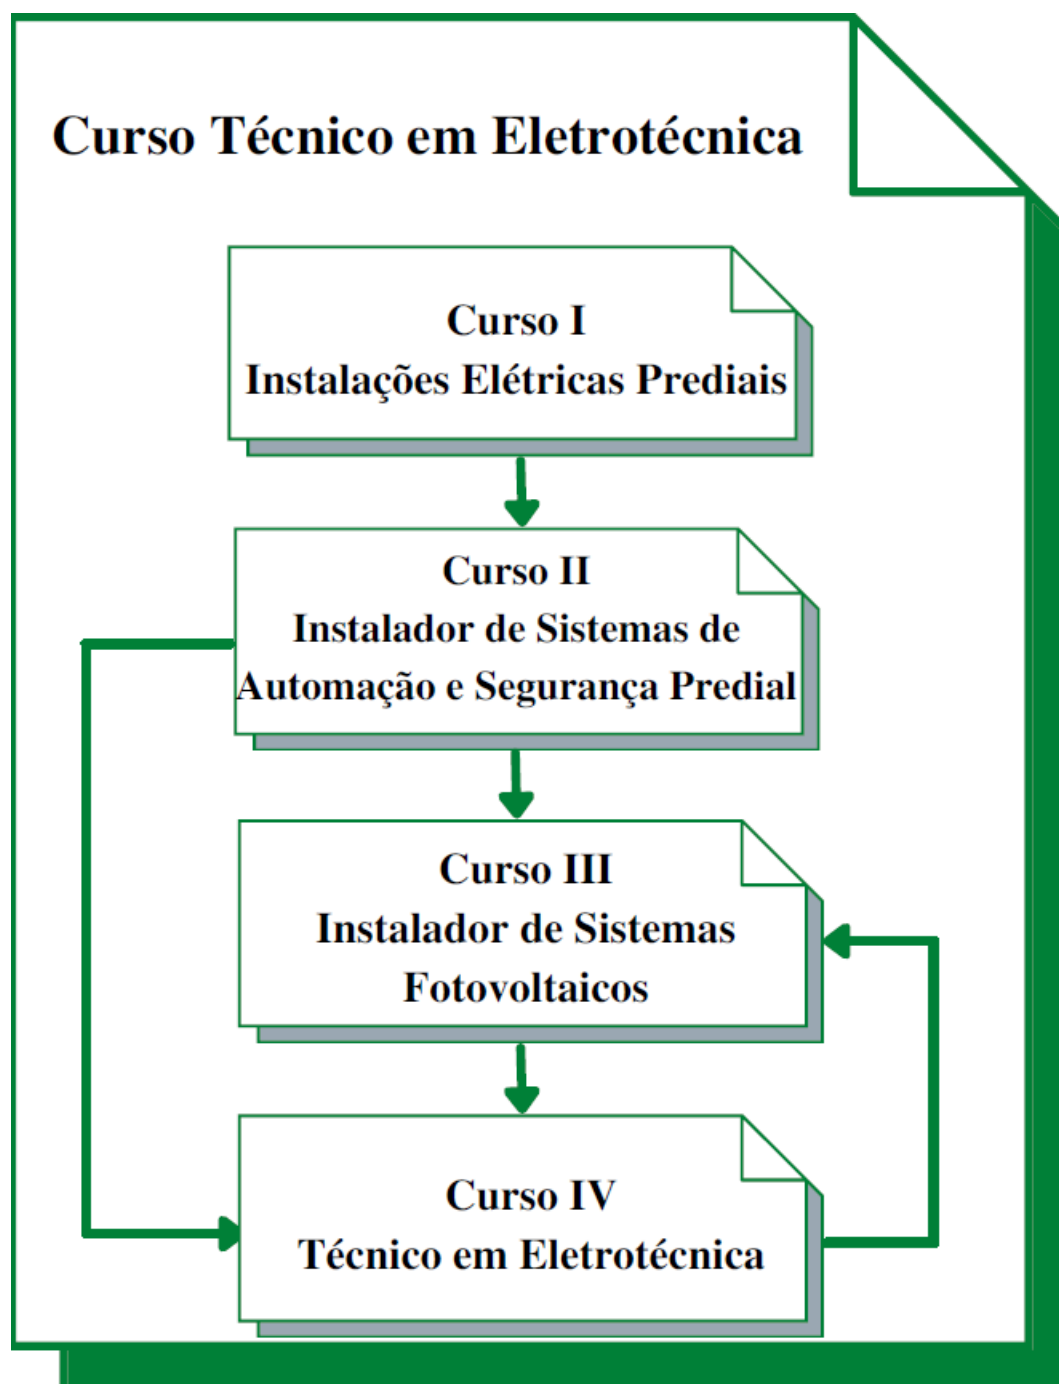 Curso Técnico em Eletrotécnica
Curso I
Instalações Elétricas Prediais
Curso II
Instalador de Sistemas de
Automação e Segurança Predial
Curso III
Instalador de Sistemas
Fotovoltaicos
Curso IV
Técnico em Eletrotécnica